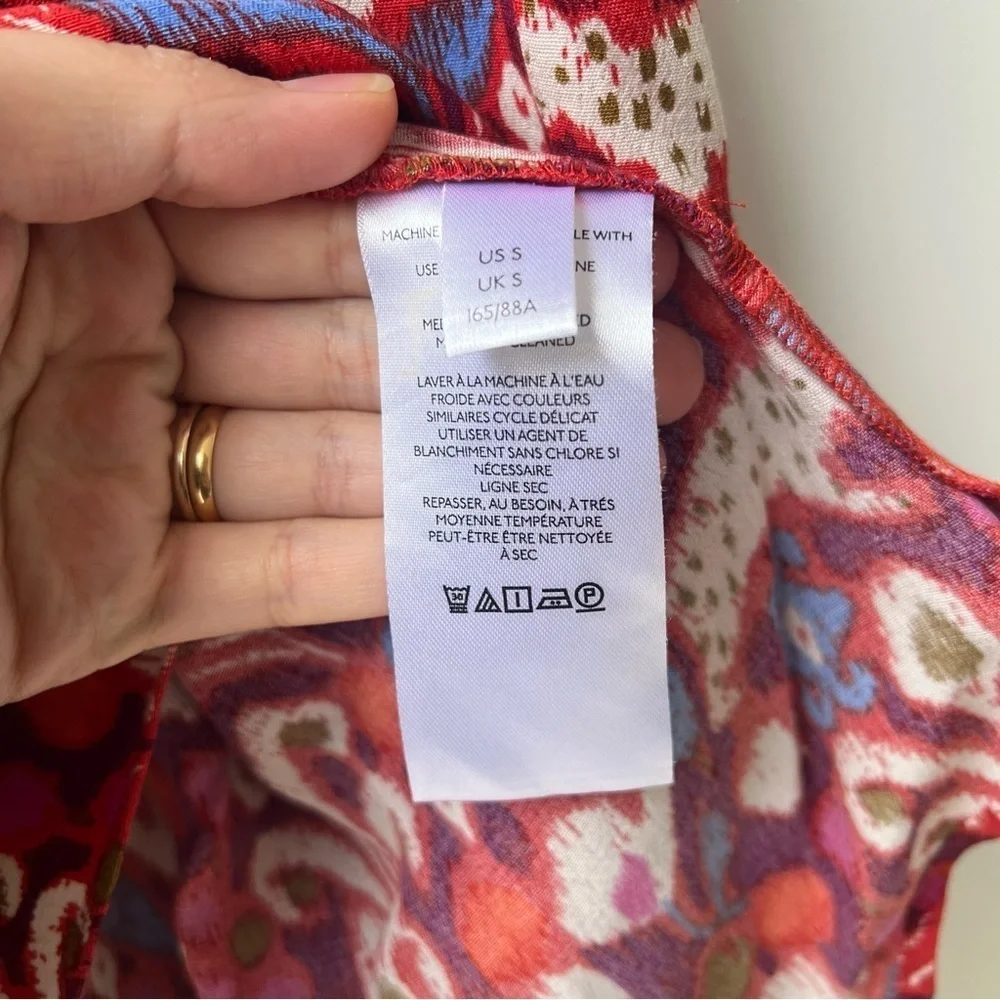 MACHINE
LE WITH
USE
NE
US S
UK S
165/88A
ED
CLEANED
LAVER À LA MACHINE À L'EAU
FROIDE AVEC COULEURS
SIMILAIRES CYCLE DÉLICAT
UTILISER UN AGENT DE
BLANCHIMENT SANS CHLORE SI
NÉCESSAIRE
LIGNE SEC
REPASSER, AU BESOIN, À TRÉS
MOYENNE TEMPÉRATURE
PEUT-ÊTRE ÊTRE NETTOYÉE
À SEC
30
P